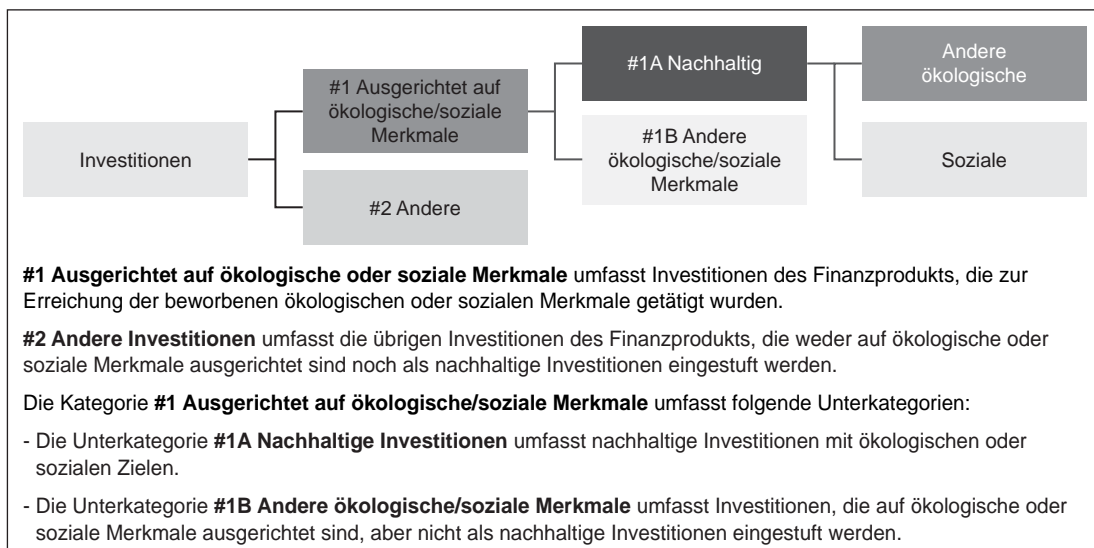 Investitionen
#1 Ausgerichtet auf
ökologische/soziale
Merkmale
#2 Andere
#1A Nachhaltig
#1B Andere
ökologische/soziale
Merkmale
Andere
ökologische
Soziale
#1 Ausgerichtet auf ökologische oder soziale Merkmale umfasst Investitionen des Finanzprodukts, die zur
Erreichung der beworbenen ökologischen oder sozialen Merkmale getätigt wurden.
#2 Andere Investitionen umfasst die übrigen Investitionen des Finanzprodukts, die weder auf ökologische oder
soziale Merkmale ausgerichtet sind noch als nachhaltige Investitionen eingestuft werden.
Die Kategorie #1 Ausgerichtet auf ökologische/soziale Merkmale umfasst folgende Unterkategorien:
- Die Unterkategorie #1A Nachhaltige Investitionen umfasst nachhaltige Investitionen mit ökologischen oder
sozialen Zielen.
- Die Unterkategorie #1B Andere ökologische/soziale Merkmale umfasst Investitionen, die auf ökologische oder
soziale Merkmale ausgerichtet sind, aber nicht als nachhaltige Investitionen eingestuft werden.